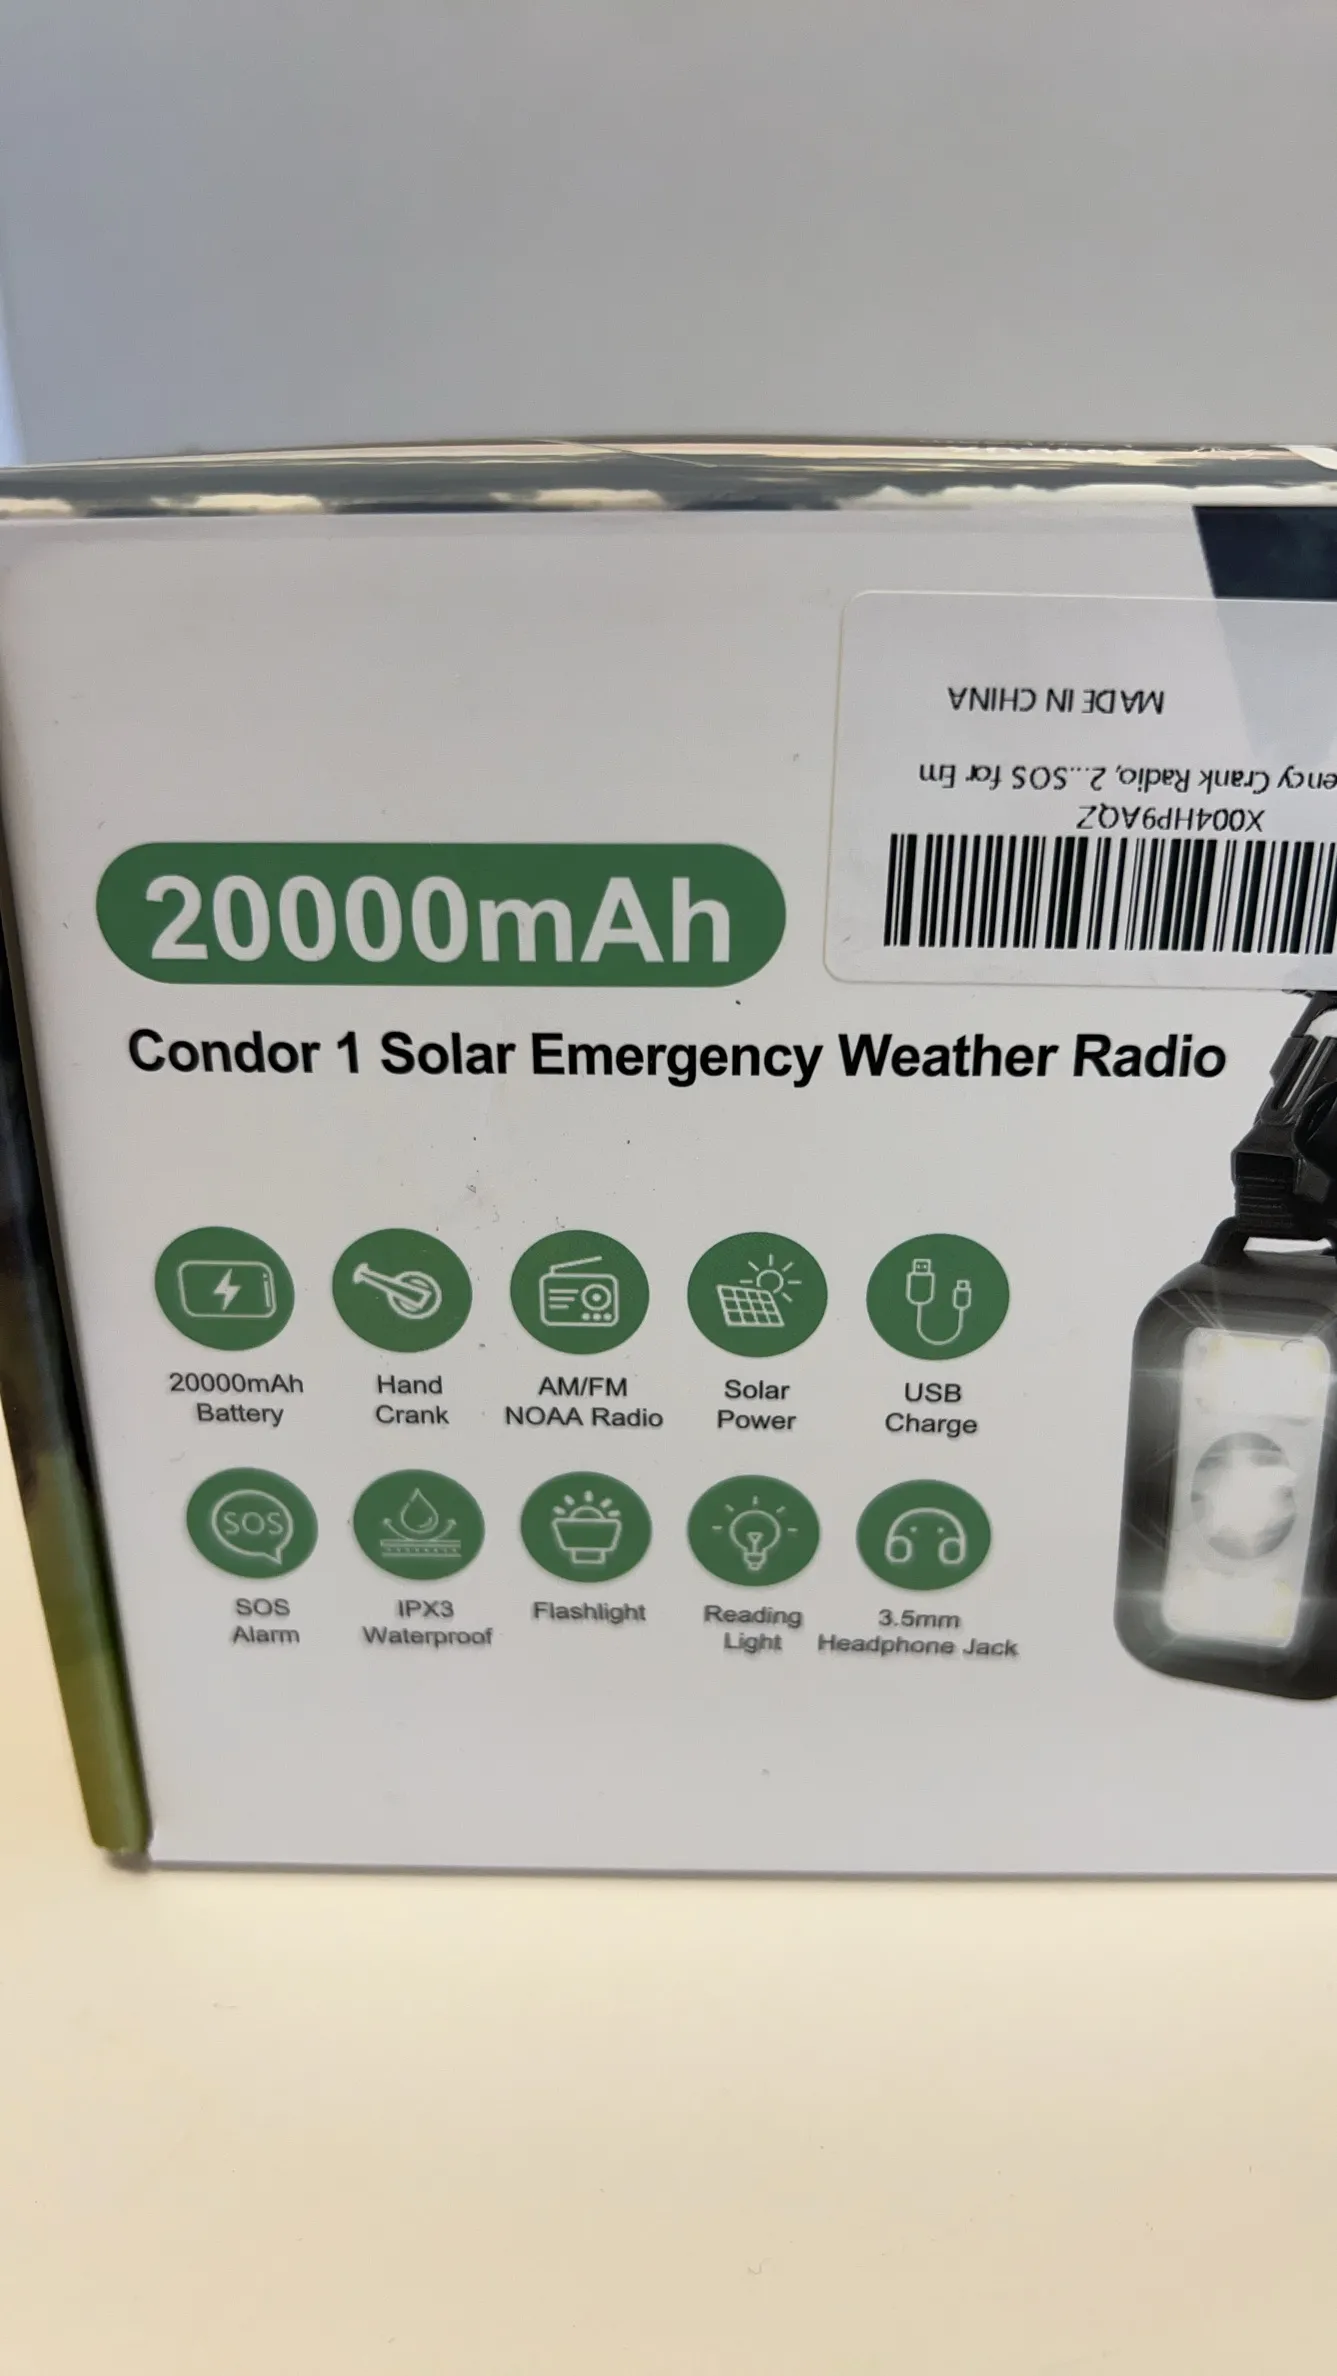 MADE IN CHINA
ency Crank Radio, 2...SOS for Em
X004HP9AQZ
20000mAh
Condor 1 Solar Emergency Weather Radio
20000mAh
Battery
Hand
Crank
AM/FM
NOAA Radio
Solar
Power
USB
Charge
SOS
SOS
Alarm
IPX3
Waterproof
Flashlight
Reading
Light
3.5mm
Headphone Jack